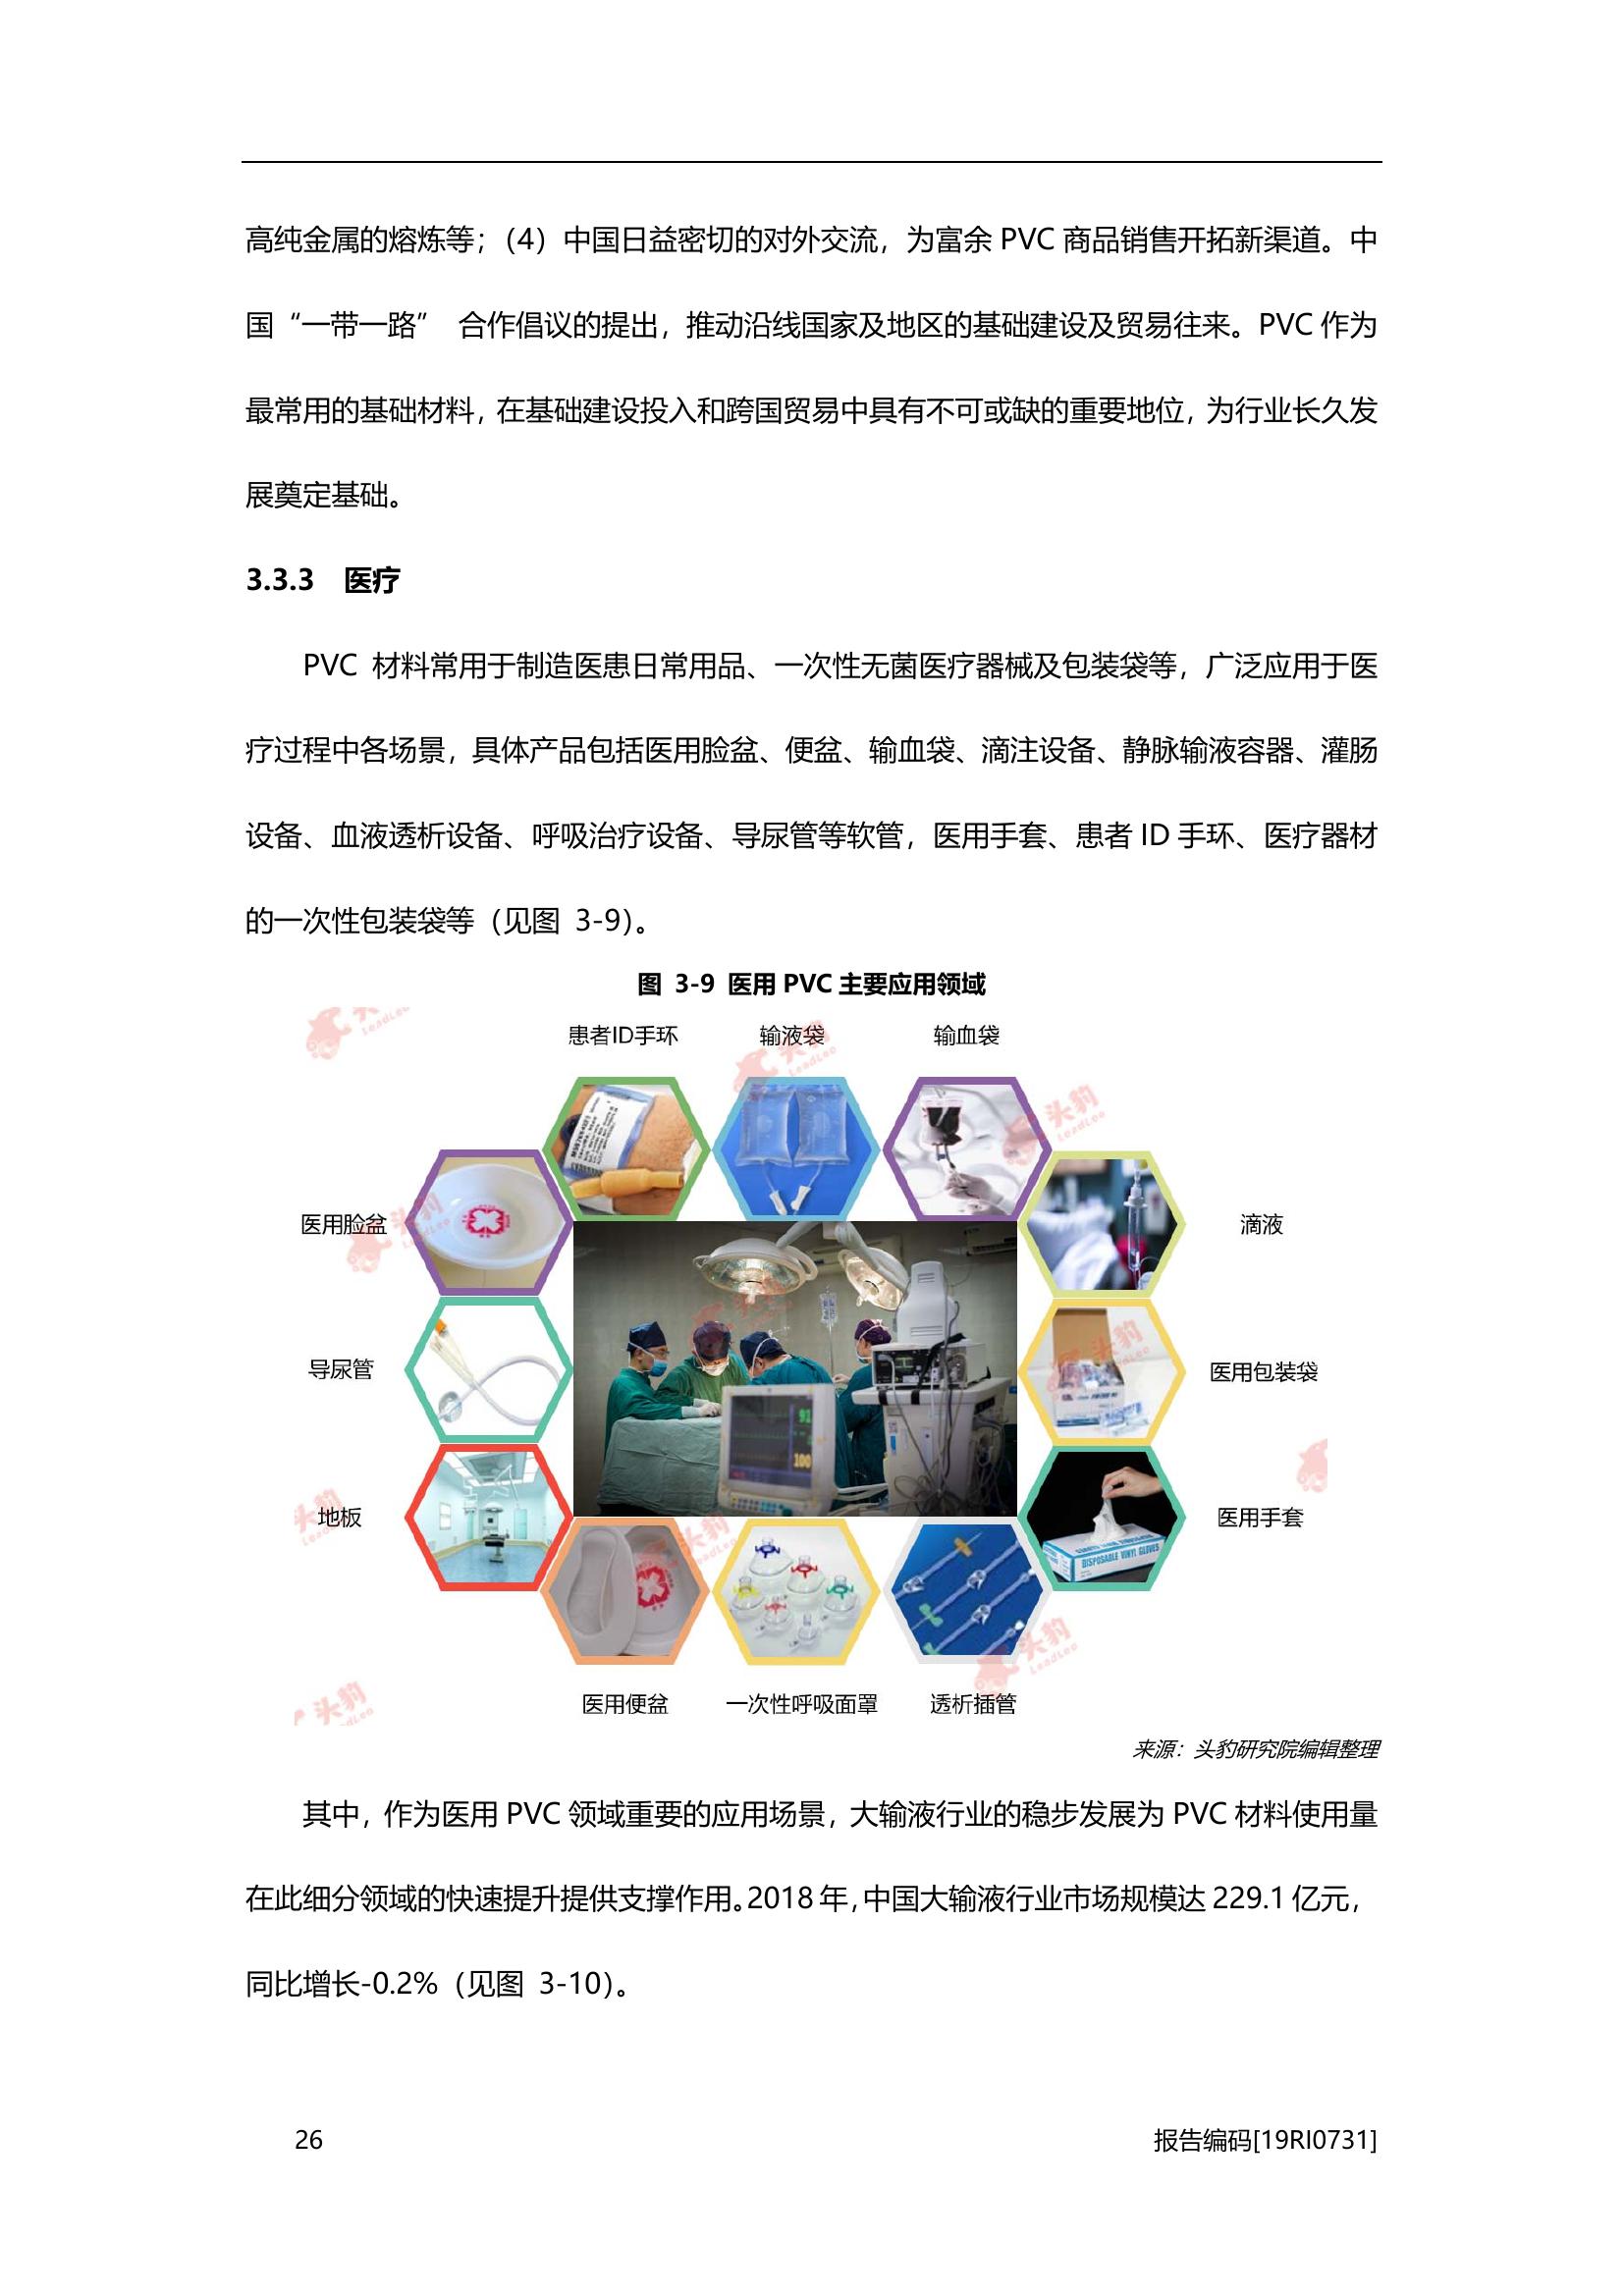 高纯金属的熔炼等；（4）中国日益密切的对外交流，为富余 PVC 商品销售开拓新渠道。中
国“一带一路” 合作倡议的提出，推动沿线国家及地区的基础建设及贸易往来。PVC 作为
最常用的基础材料，在基础建设投入和跨国贸易中具有不可或缺的重要地位，为行业长久发
展奠定基础。
3.3.3 医疗
PVC 材料常用于制造医患日常用品、一次性无菌医疗器械及包装袋等，广泛应用于医
疗过程中各场景，具体产品包括医用脸盆、便盆、输血袋、滴注设备、静脉输液容器、灌肠
设备、血液透析设备、呼吸治疗设备、导尿管等软管，医用手套、患者 ID 手环、医疗器材
的一次性包装袋等（见图 3-9）。
图 3-9 医用 PVC 主要应用领域
头豹
LeadLeo
患者ID手环 输液袋 输血袋
医用脸盆 滴液
导尿管 医用包装袋
91
100
地板 医用手套
DISPOSABLE VINYL GLOVES
医用便盆 一次性呼吸面罩 透析插管
来源：头豹研究院编辑整理
其中，作为医用 PVC 领域重要的应用场景，大输液行业的稳步发展为 PVC 材料使用量
在此细分领域的快速提升提供支撑作用。2018 年，中国大输液行业市场规模达 229.1 亿元，
同比增长-0.2%（见图 3-10）。
26 报告编码[19RI0731]